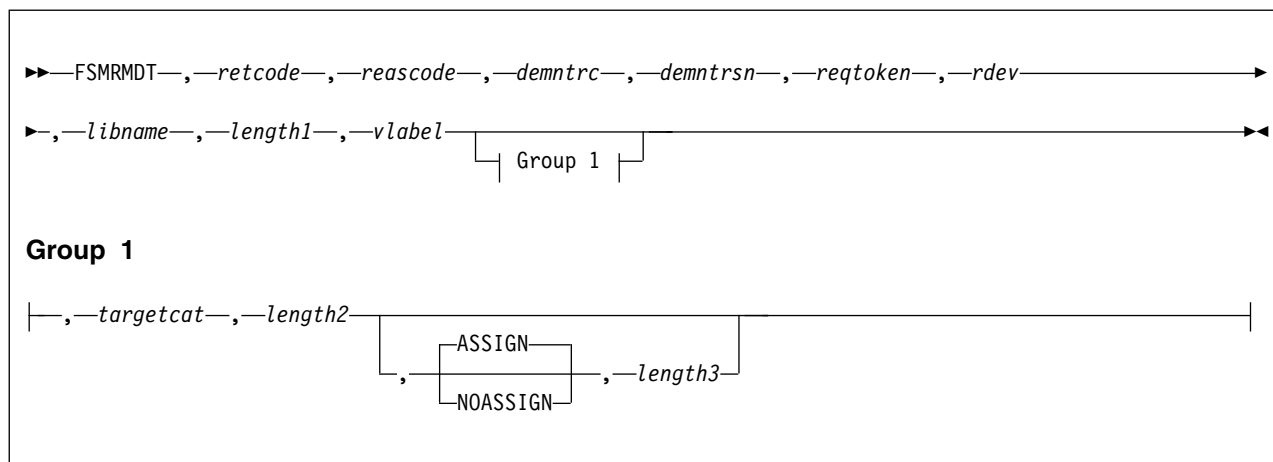 FSMRMDT , retcode , reascode , demntrc , demntrsn , reqtoken , rdev
, libname , length1 , vlabel
Group 1
Group 1
, targetcat , length2
ASSIGN
, , length3
NOASSIGN